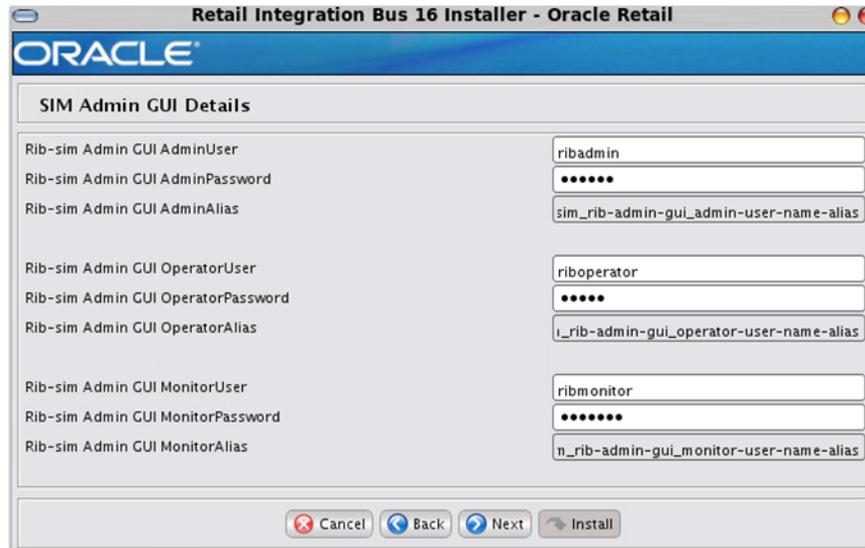 Retail Integration Bus 16 Installer - Oracle Retail
ORACLE
SIM Admin GUI Details
Rib-sim Admin GUI AdminUser ribadmin
Rib-sim Admin GUI AdminPassword ••••••
Rib-sim Admin GUI AdminAlias sim_rib-admin-gui_admin-user-name-alias
Rib-sim Admin GUI OperatorUser riboperator
Rib-sim Admin GUI OperatorPassword •••••
Rib-sim Admin GUI OperatorAlias _rib-admin-gui_operator-user-name-alias
Rib-sim Admin GUI MonitorUser ribmonitor
Rib-sim Admin GUI MonitorPassword •••••••
Rib-sim Admin GUI MonitorAlias n_rib-admin-gui_monitor-user-name-alias
Cancel Back Next Install